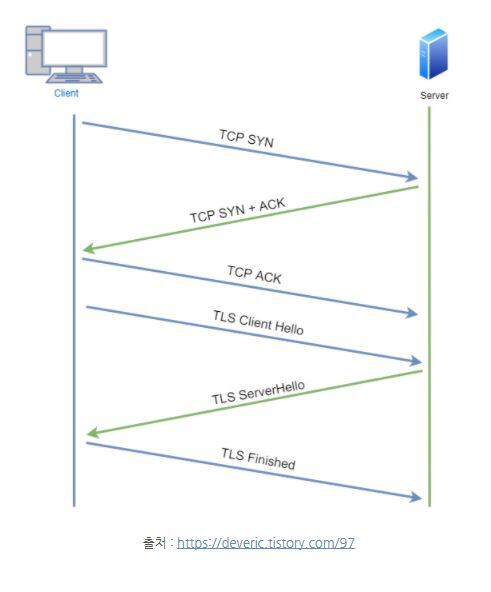 Client
Server
TCP SYN
TCP SYN + ACK
TCP ACK
TLS Client Hello
TLS ServerHello
TLS Finished
출처 : https://deveric.tistory.com/97